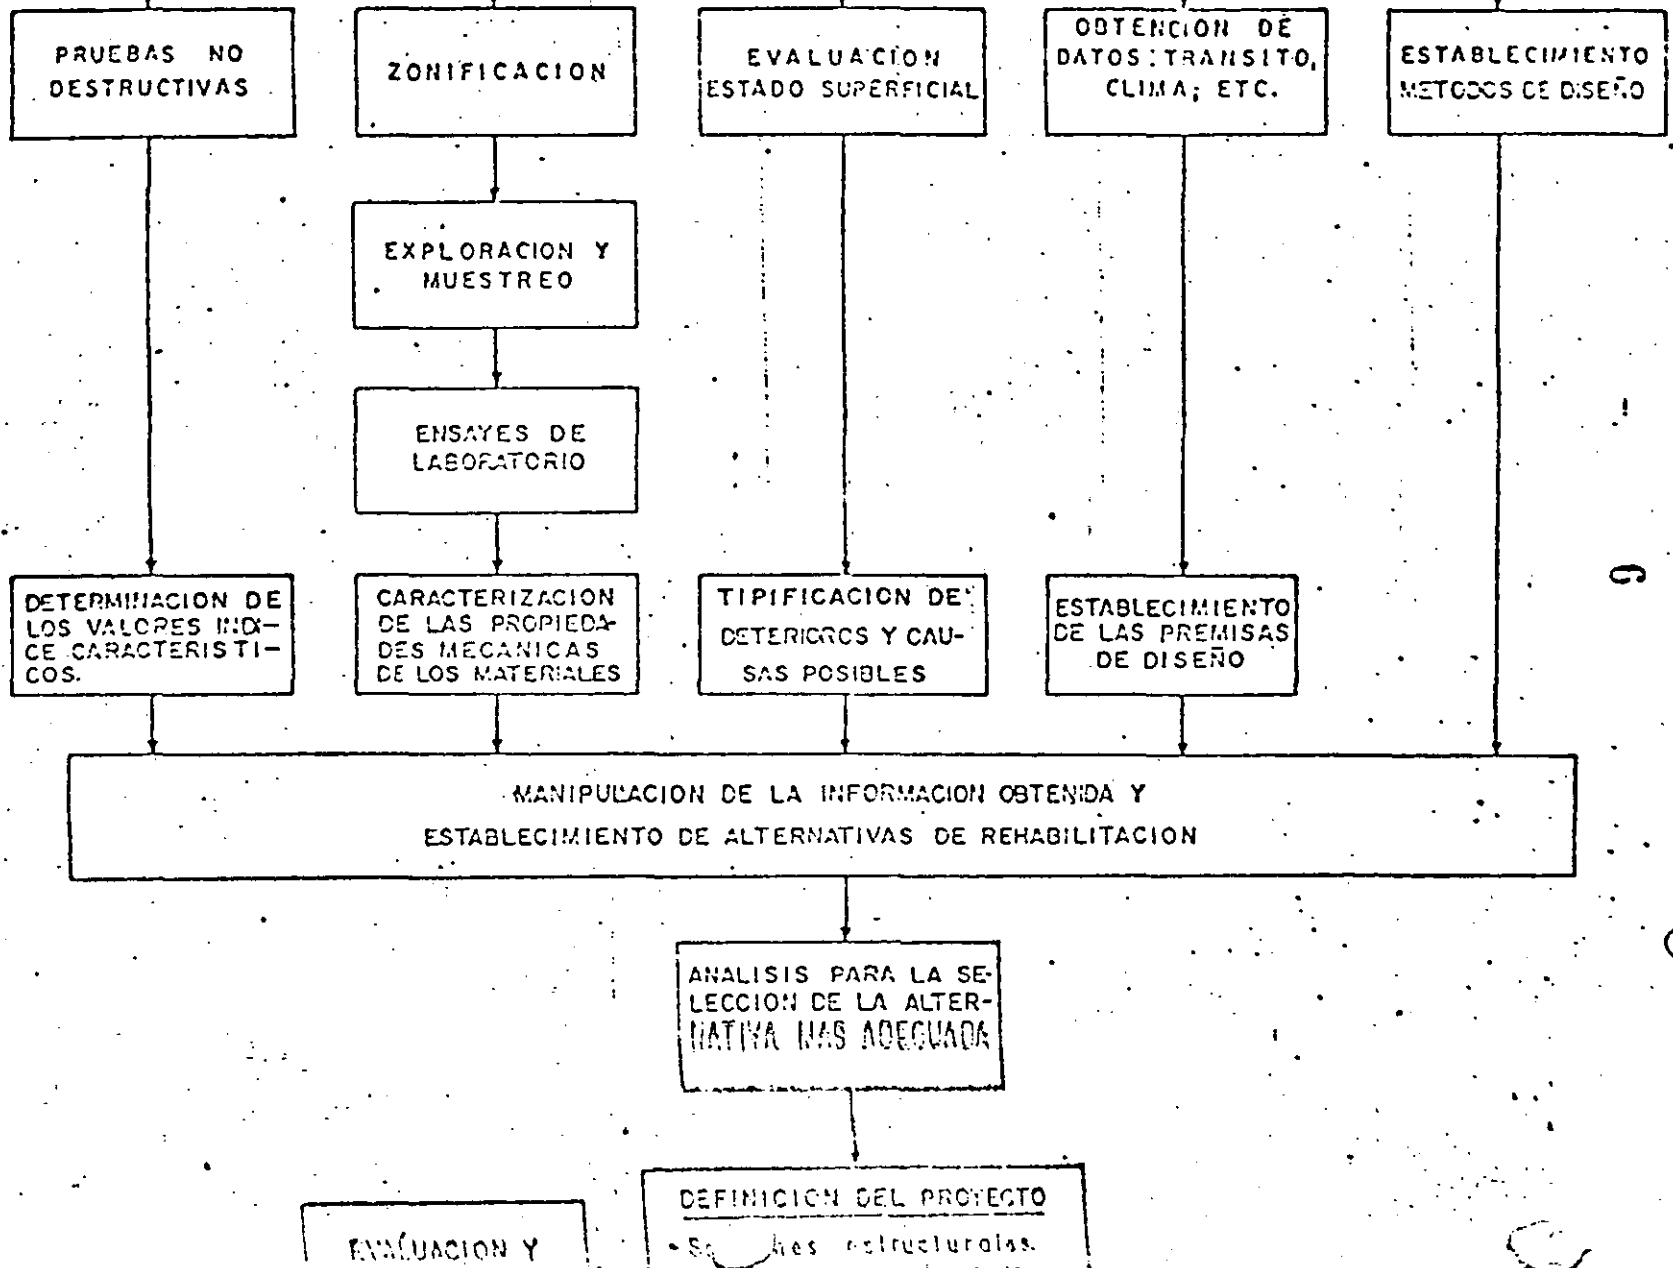 PRUEBAS NO
DESTRUCTIVAS
ZONIFICACION
EVALUACION
ESTADO SUPERFICIAL
OBTENCION DE
DATOS: TRANSITO,
CLIMA; ETC.
ESTABLECIMIENTO
METODOS DE DISEÑO
EXPLORACION Y
MUESTREO
ENSAYES DE
LABORATORIO
DETERMINACION DE
LOS VALORES INDI-
CE CARACTERISTI-
COS.
CARACTERIZACION
DE LAS PROPIEDA-
DES MECANICAS
DE LOS MATERIALES
TIPIFICACION DE
DETERIOROS Y CAU-
SAS POSIBLES
ESTABLECIMIENTO
DE LAS PREMISAS
DE DISEÑO
MANIPULACION DE LA INFORMACION OBTENIDA Y
ESTABLECIMIENTO DE ALTERNATIVAS DE REHABILITACION
ANALISIS PARA LA SE-
LECCION DE LA ALTER-
NATIVA MAS ADECUADA
EVALUACION Y
DEFINICION DEL PROYECTO
estructurales.